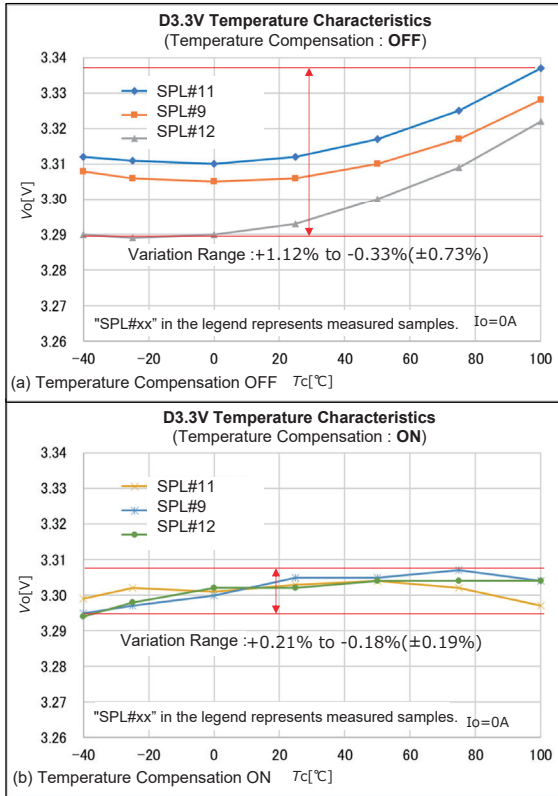 D3.3V Temperature Characteristics
(Temperature Compensation : OFF)
3.34
3.33
3.32
3.31
3.30
3.29
3.28
3.27
3.26
Vo[V]
SPL#11
SPL#9
SPL#12
Variation Range :+1.12% to -0.33%(±0.73%)
"SPL#xx" in the legend represents measured samples. Io=0A
-40 -20 0 20 40 60 80 100
(a) Temperature Compensation OFF Tc[℃]
D3.3V Temperature Characteristics
(Temperature Compensation : ON)
3.34
3.33
3.32
3.31
3.30
3.29
3.28
3.27
3.26
Vo[V]
SPL#11
SPL#9
SPL#12
Variation Range :+0.21% to -0.18%(±0.19%)
"SPL#xx" in the legend represents measured samples. Io=0A
-40 -20 0 20 40 60 80 100
(b) Temperature Compensation ON Tc[℃]